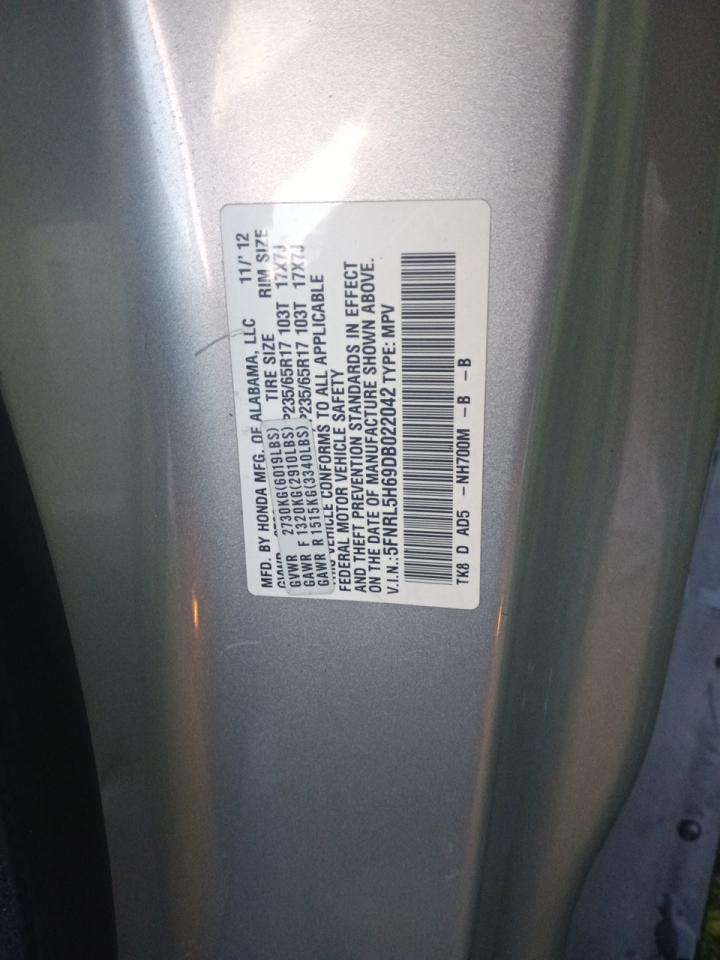 MFD. BY HONDA MFG. OF ALABAMA, LLC 11/' 12
TIRE SIZE RIM SIZE
GVWR 2730KG(6019LBS)
GAWR F 1320KG(2910LBS) P235/65R17 103T 17X7J
GAWR R 1515KG(3340LBS) P235/65R17 103T 17X7J
VEHICLE CONFORMS TO ALL APPLICABLE
FEDERAL MOTOR VEHICLE SAFETY
AND THEFT PREVENTION STANDARDS IN EFFECT
ON THE DATE OF MANUFACTURE SHOWN ABOVE.
V.I.N.:5FNRL5H69DB022042 TYPE: MPV
TK8 D AD5 -NH700M -B -B